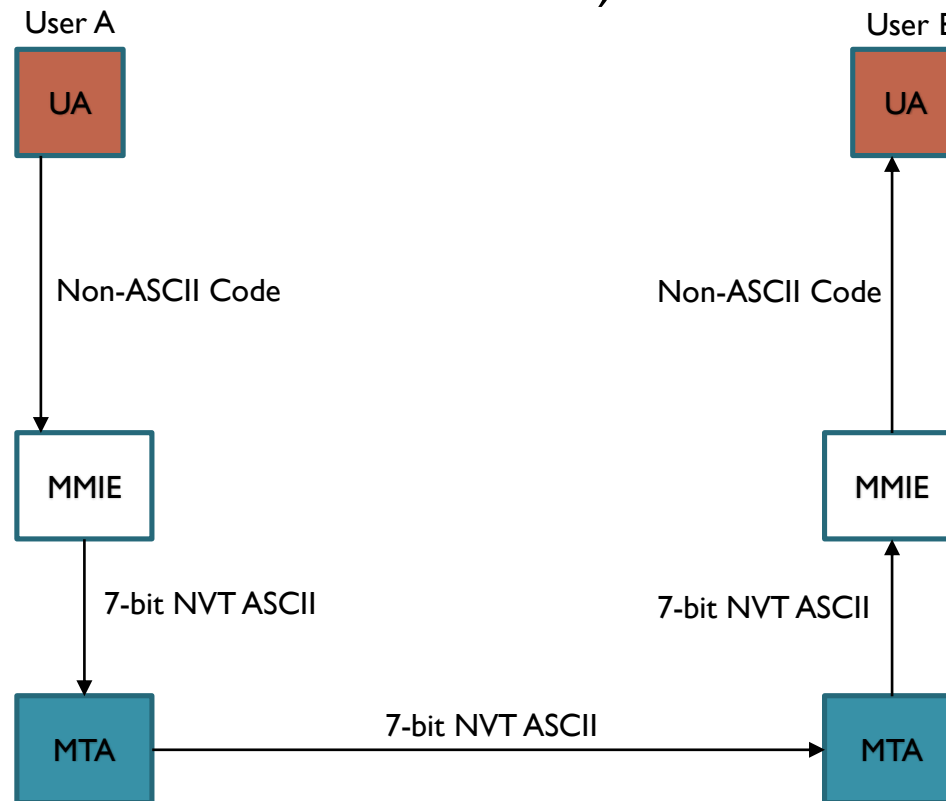 User A
User B
UA
UA
Non-ASCII Code
Non-ASCII Code
MMIE
MMIE
7-bit NVT ASCII
7-bit NVT ASCII
7-bit NVT ASCII
MTA
MTA